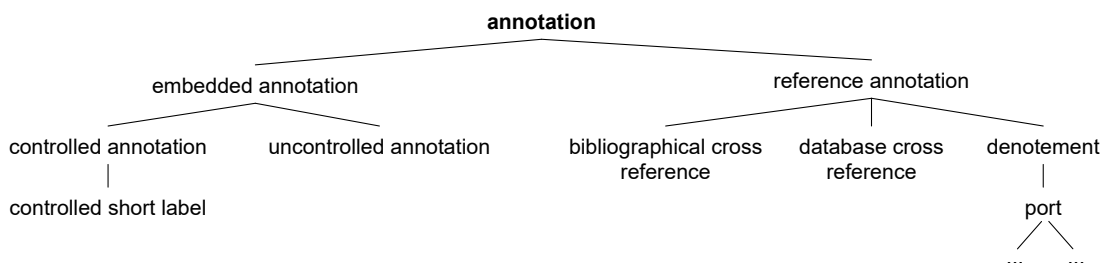 annotation
embedded annotation
reference annotation
controlled annotation
uncontrolled annotation
bibliographical cross
reference
database cross
reference
denotement
controlled short label
port
... ...